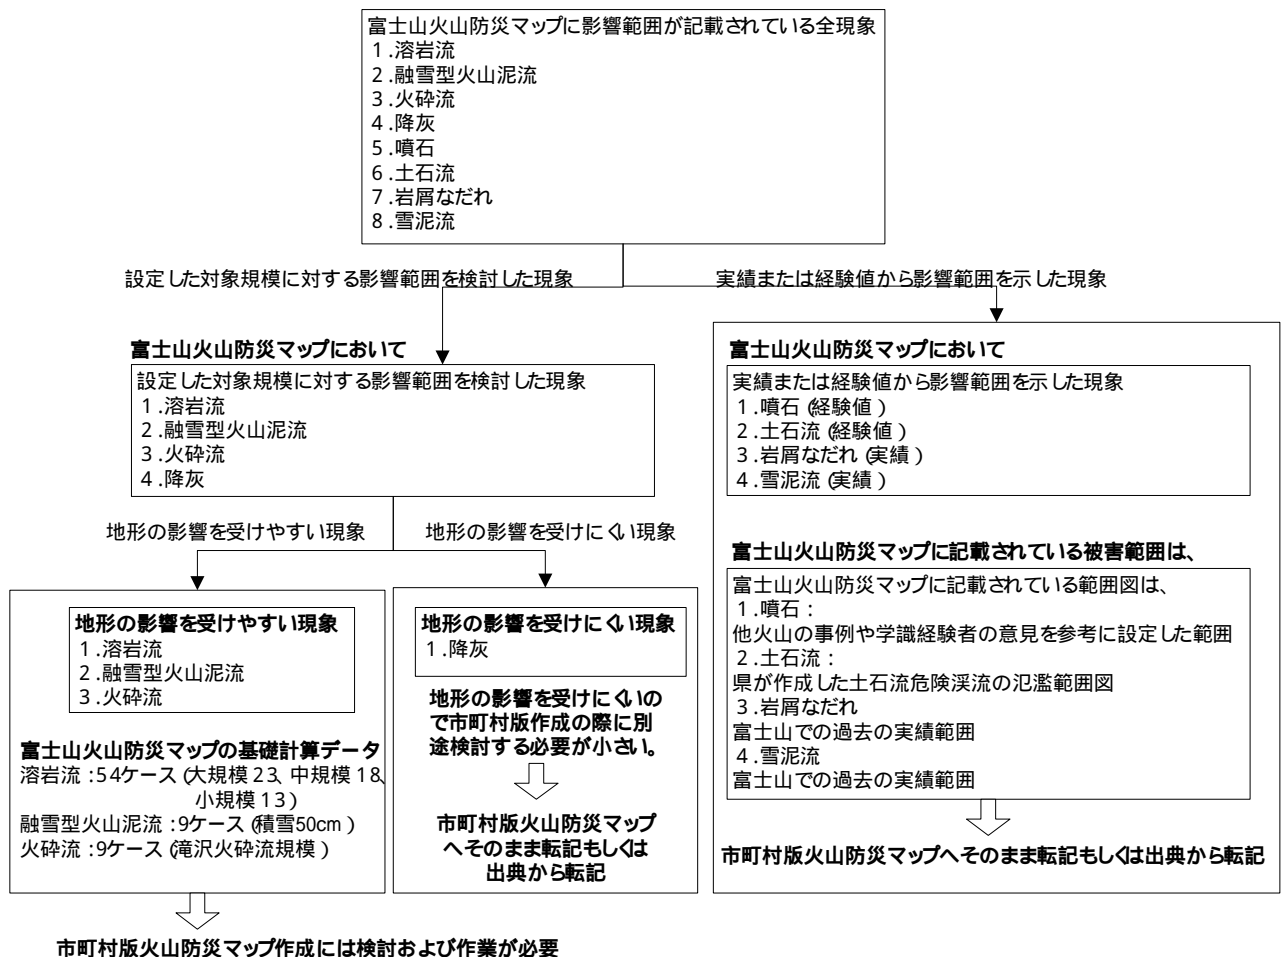 富士山火山防災マップに影響範囲が記載されている全現象
1.溶岩流
2.融雪型火山泥流
3.火砕流
4.降灰
5.噴石
6.土石流
7.岩屑なだれ
8.雪泥流
設定した対象規模に対する影響範囲を検討した現象
実績または経験値から影響範囲を示した現象
富士山火山防災マップにおいて
設定した対象規模に対する影響範囲を検討した現象
1.溶岩流
2.融雪型火山泥流
3.火砕流
4.降灰
富士山火山防災マップにおいて
実績または経験値から影響範囲を示した現象
1.噴石(経験値)
2.土石流(経験値)
3.岩屑なだれ(実績)
4.雪泥流(実績)
地形の影響を受けやすい現象
地形の影響を受けにくい現象
地形の影響を受けやすい現象
1.溶岩流
2.融雪型火山泥流
3.火砕流
富士山火山防災マップの基礎計算データ
溶岩流:54ケース(大規模23、中規模18、
小規模13)
融雪型火山泥流:9ケース(積雪50cm)
火砕流:9ケース(滝沢火砕流規模)
市町村版火山防災マップ作成には検討および作業が必要
地形の影響を受けにくい現象
1.降灰
地形の影響を受けにくいの
で市町村版作成の際に別
途検討する必要が小さい。
市町村版火山防災マップ
へそのまま転記もしくは
出典から転記
富士山火山防災マップに記載されている被害範囲は、
富士山火山防災マップに記載されている範囲図は、
1.噴石:
他火山の事例や学識経験者の意見を参考に設定した範囲
2.土石流:
県が作成した土石流危険渓流の氾濫範囲図
3.岩屑なだれ
富士山での過去の実績範囲
4.雪泥流
富士山での過去の実績範囲
市町村版火山防災マップへそのまま転記もしくは出典から転記